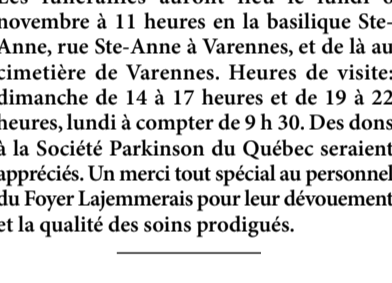 novembre à 11 heures en la basilique Ste-
Anne, rue Ste-Anne à Varennes, et de là au
cimetière de Varennes. Heures de visite:
dimanche de 14 à 17 heures et de 19 à 22
heures, lundi à compter de 9 h 30. Des dons
à la Société Parkinson du Québec seraient
appréciés. Un merci tout spécial au personnel
du Foyer Lajemmerais pour leur dévouement
et la qualité des soins prodigués.